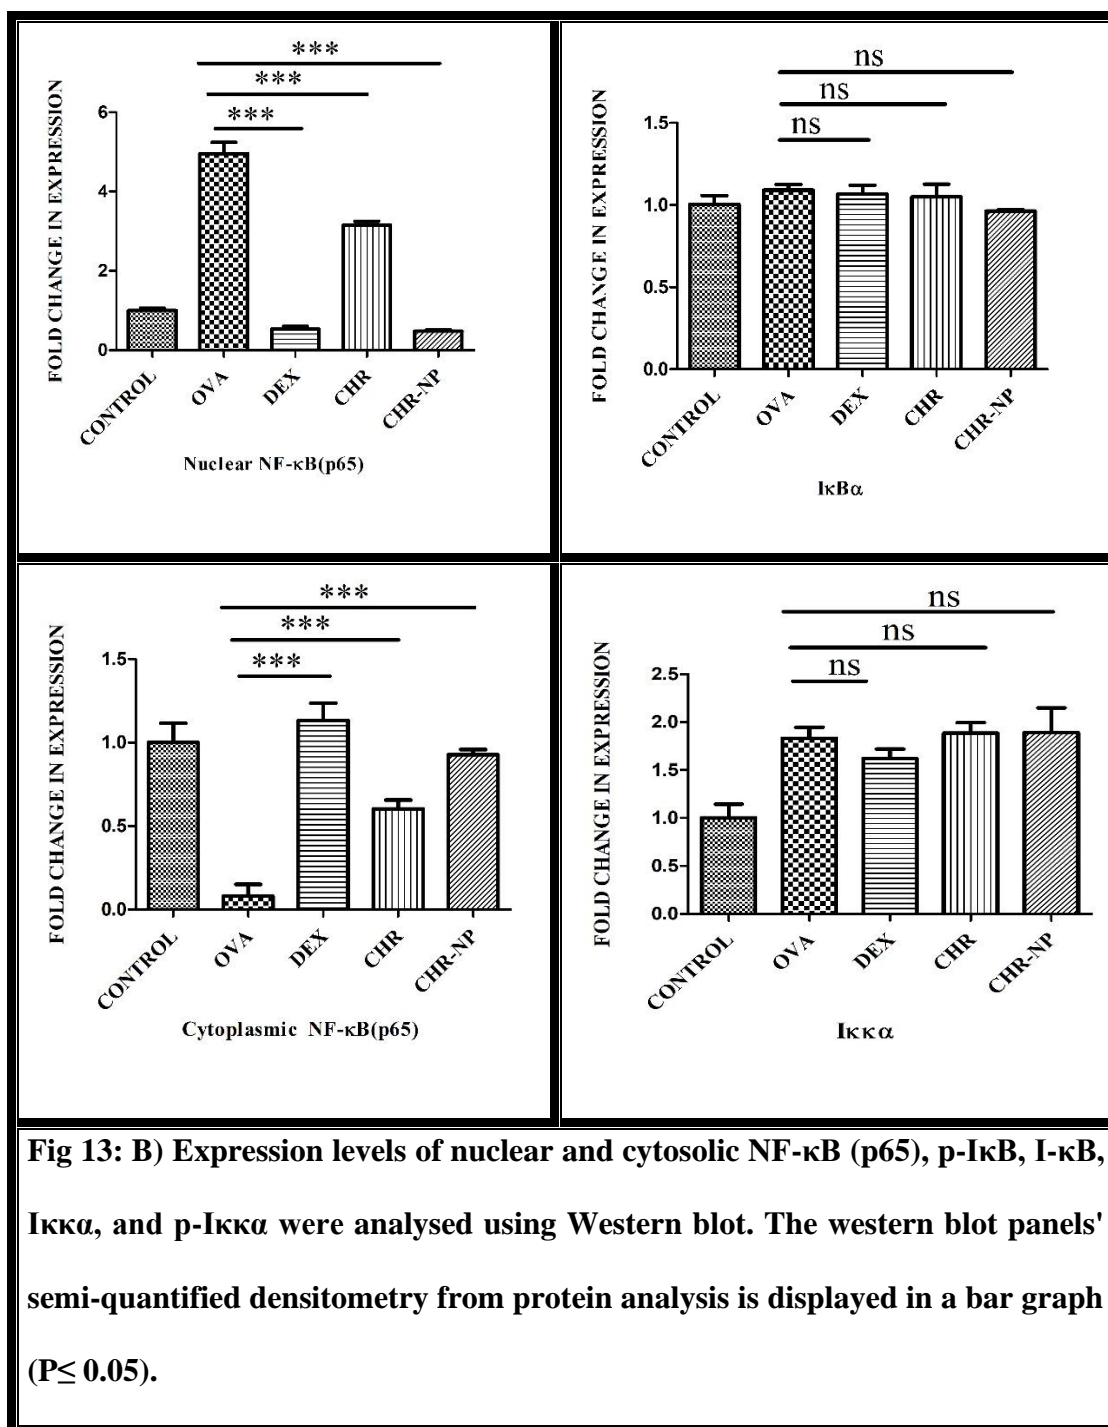 ***
***
***
FOLD CHANGE IN EXPRESSION
6
4
2
0
CONTROL
OVA
DEX
CHR
CHR-NP
Nuclear NF-κB(p65)
ns
ns
ns
FOLD CHANGE IN EXPRESSION
1.5
1.0
0.5
0.0
CONTROL
OVA
DEX
CHR
CHR-NP
IκBα
***
***
***
FOLD CHANGE IN EXPRESSION
1.5
1.0
0.5
0.0
CONTROL
OVA
DEX
CHR
CHR-NP
Cytoplasmic NF-κB(p65)
ns
ns
ns
FOLD CHANGE IN EXPRESSION
2.5
2.0
1.5
1.0
0.5
0.0
CONTROL
OVA
DEX
CHR
CHR-NP
Iκκα
Fig 13: B) Expression levels of nuclear and cytosolic NF-κB (p65), p-IκB, I-κB,
Iκκα, and p-Iκκα were analysed using Western blot. The western blot panels'
semi-quantified densitometry from protein analysis is displayed in a bar graph
(P≤ 0.05).